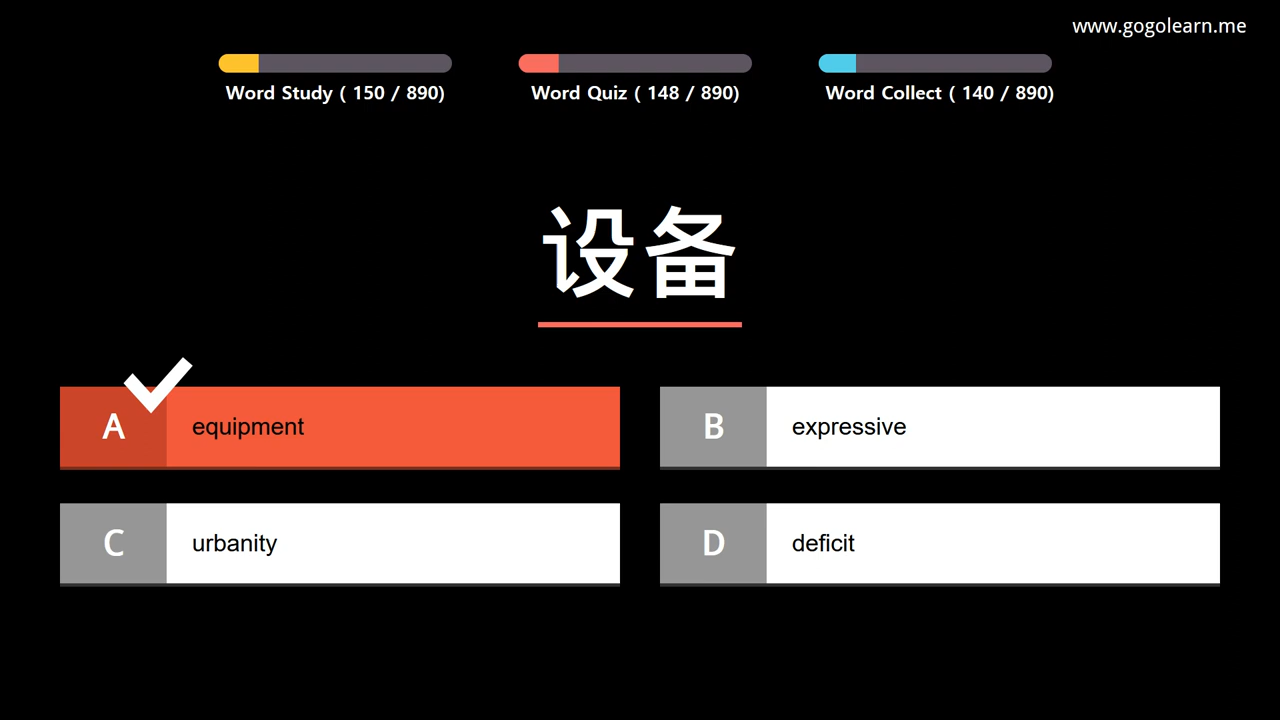 www.gogolearn.me
Word Study ( 150 / 890)
Word Quiz ( 148 / 890)
Word Collect ( 140 / 890)
设备
A equipment
B expressive
C urbanity
D deficit